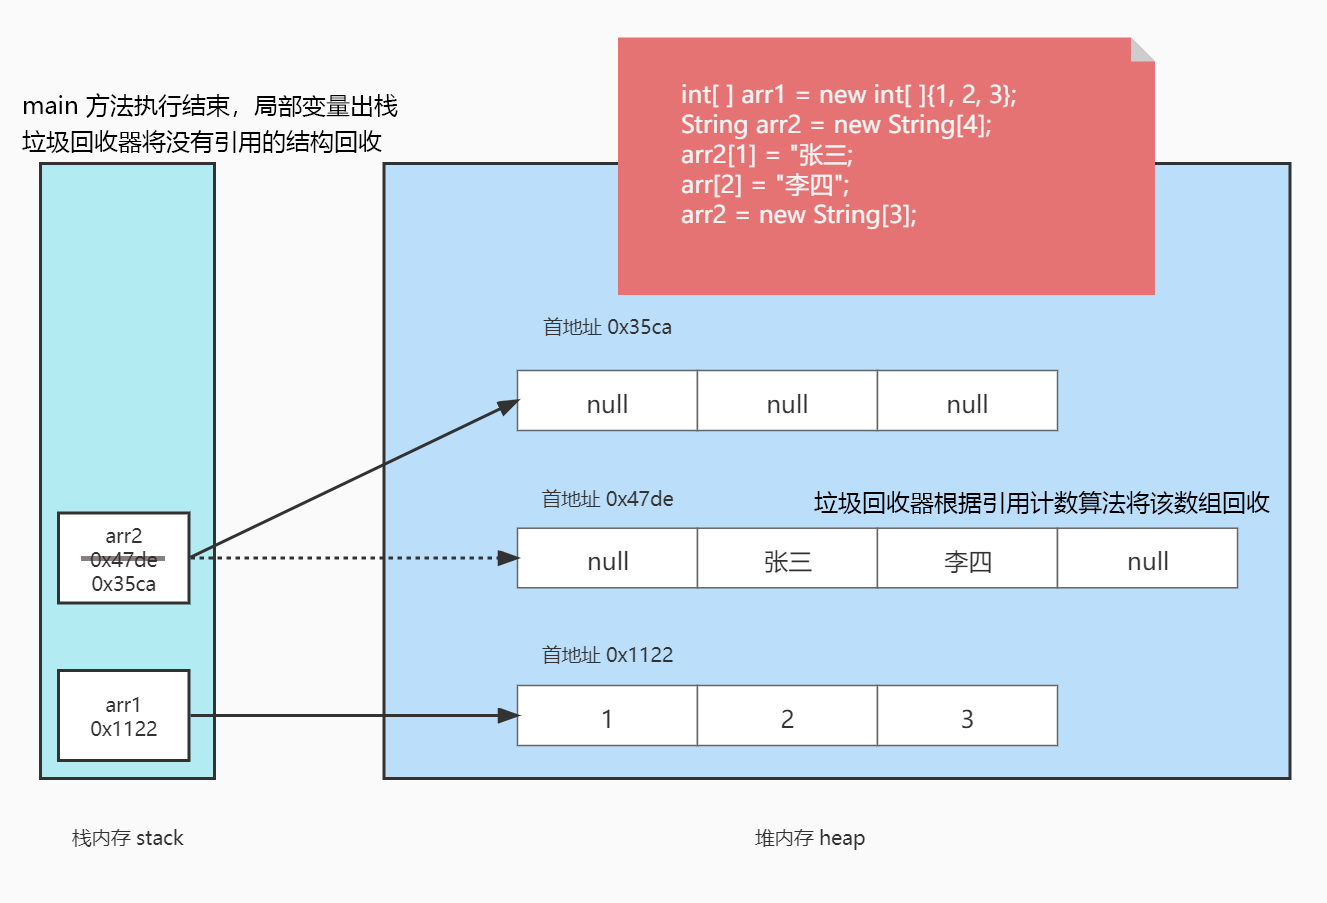 main 方法执行结束，局部变量出栈
垃圾回收器将没有引用的结构回收
int[ ] arr1 = new int[ ]{1, 2, 3};
String arr2 = new String[4];
arr2[1] = "张三;
arr[2] = "李四";
arr2 = new String[3];
首地址 0x35ca
null null null
首地址 0x47de
垃圾回收器根据引用计数算法将该数组回收
arr2
0x47de
0x35ca
null 张三 李四 null
首地址 0x1122
arr1
0x1122
1 2 3
栈内存 stack
堆内存 heap